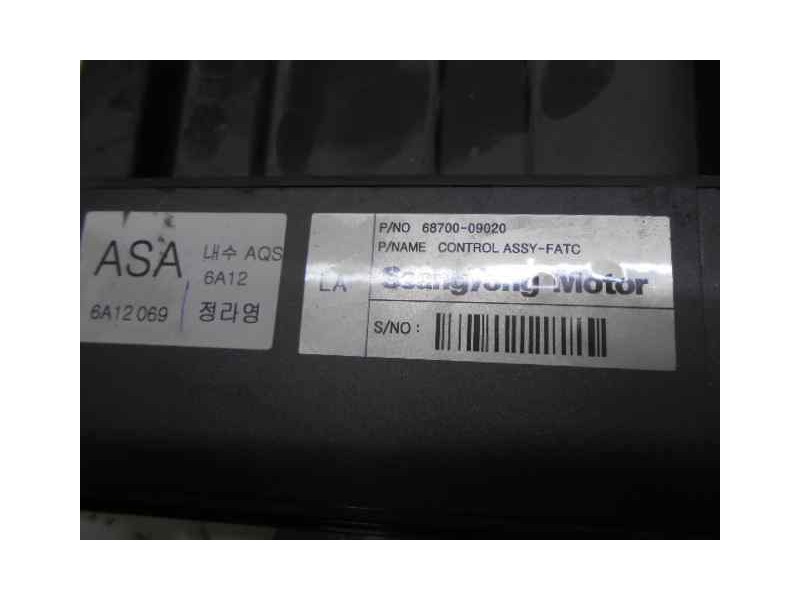 ASA 내수 AQS
6A12
6A12 069 정라영
P/NO 68700-09020
P/NAME CONTROL ASSY-FATC
LA
Ssangyong Motor
S/NO :